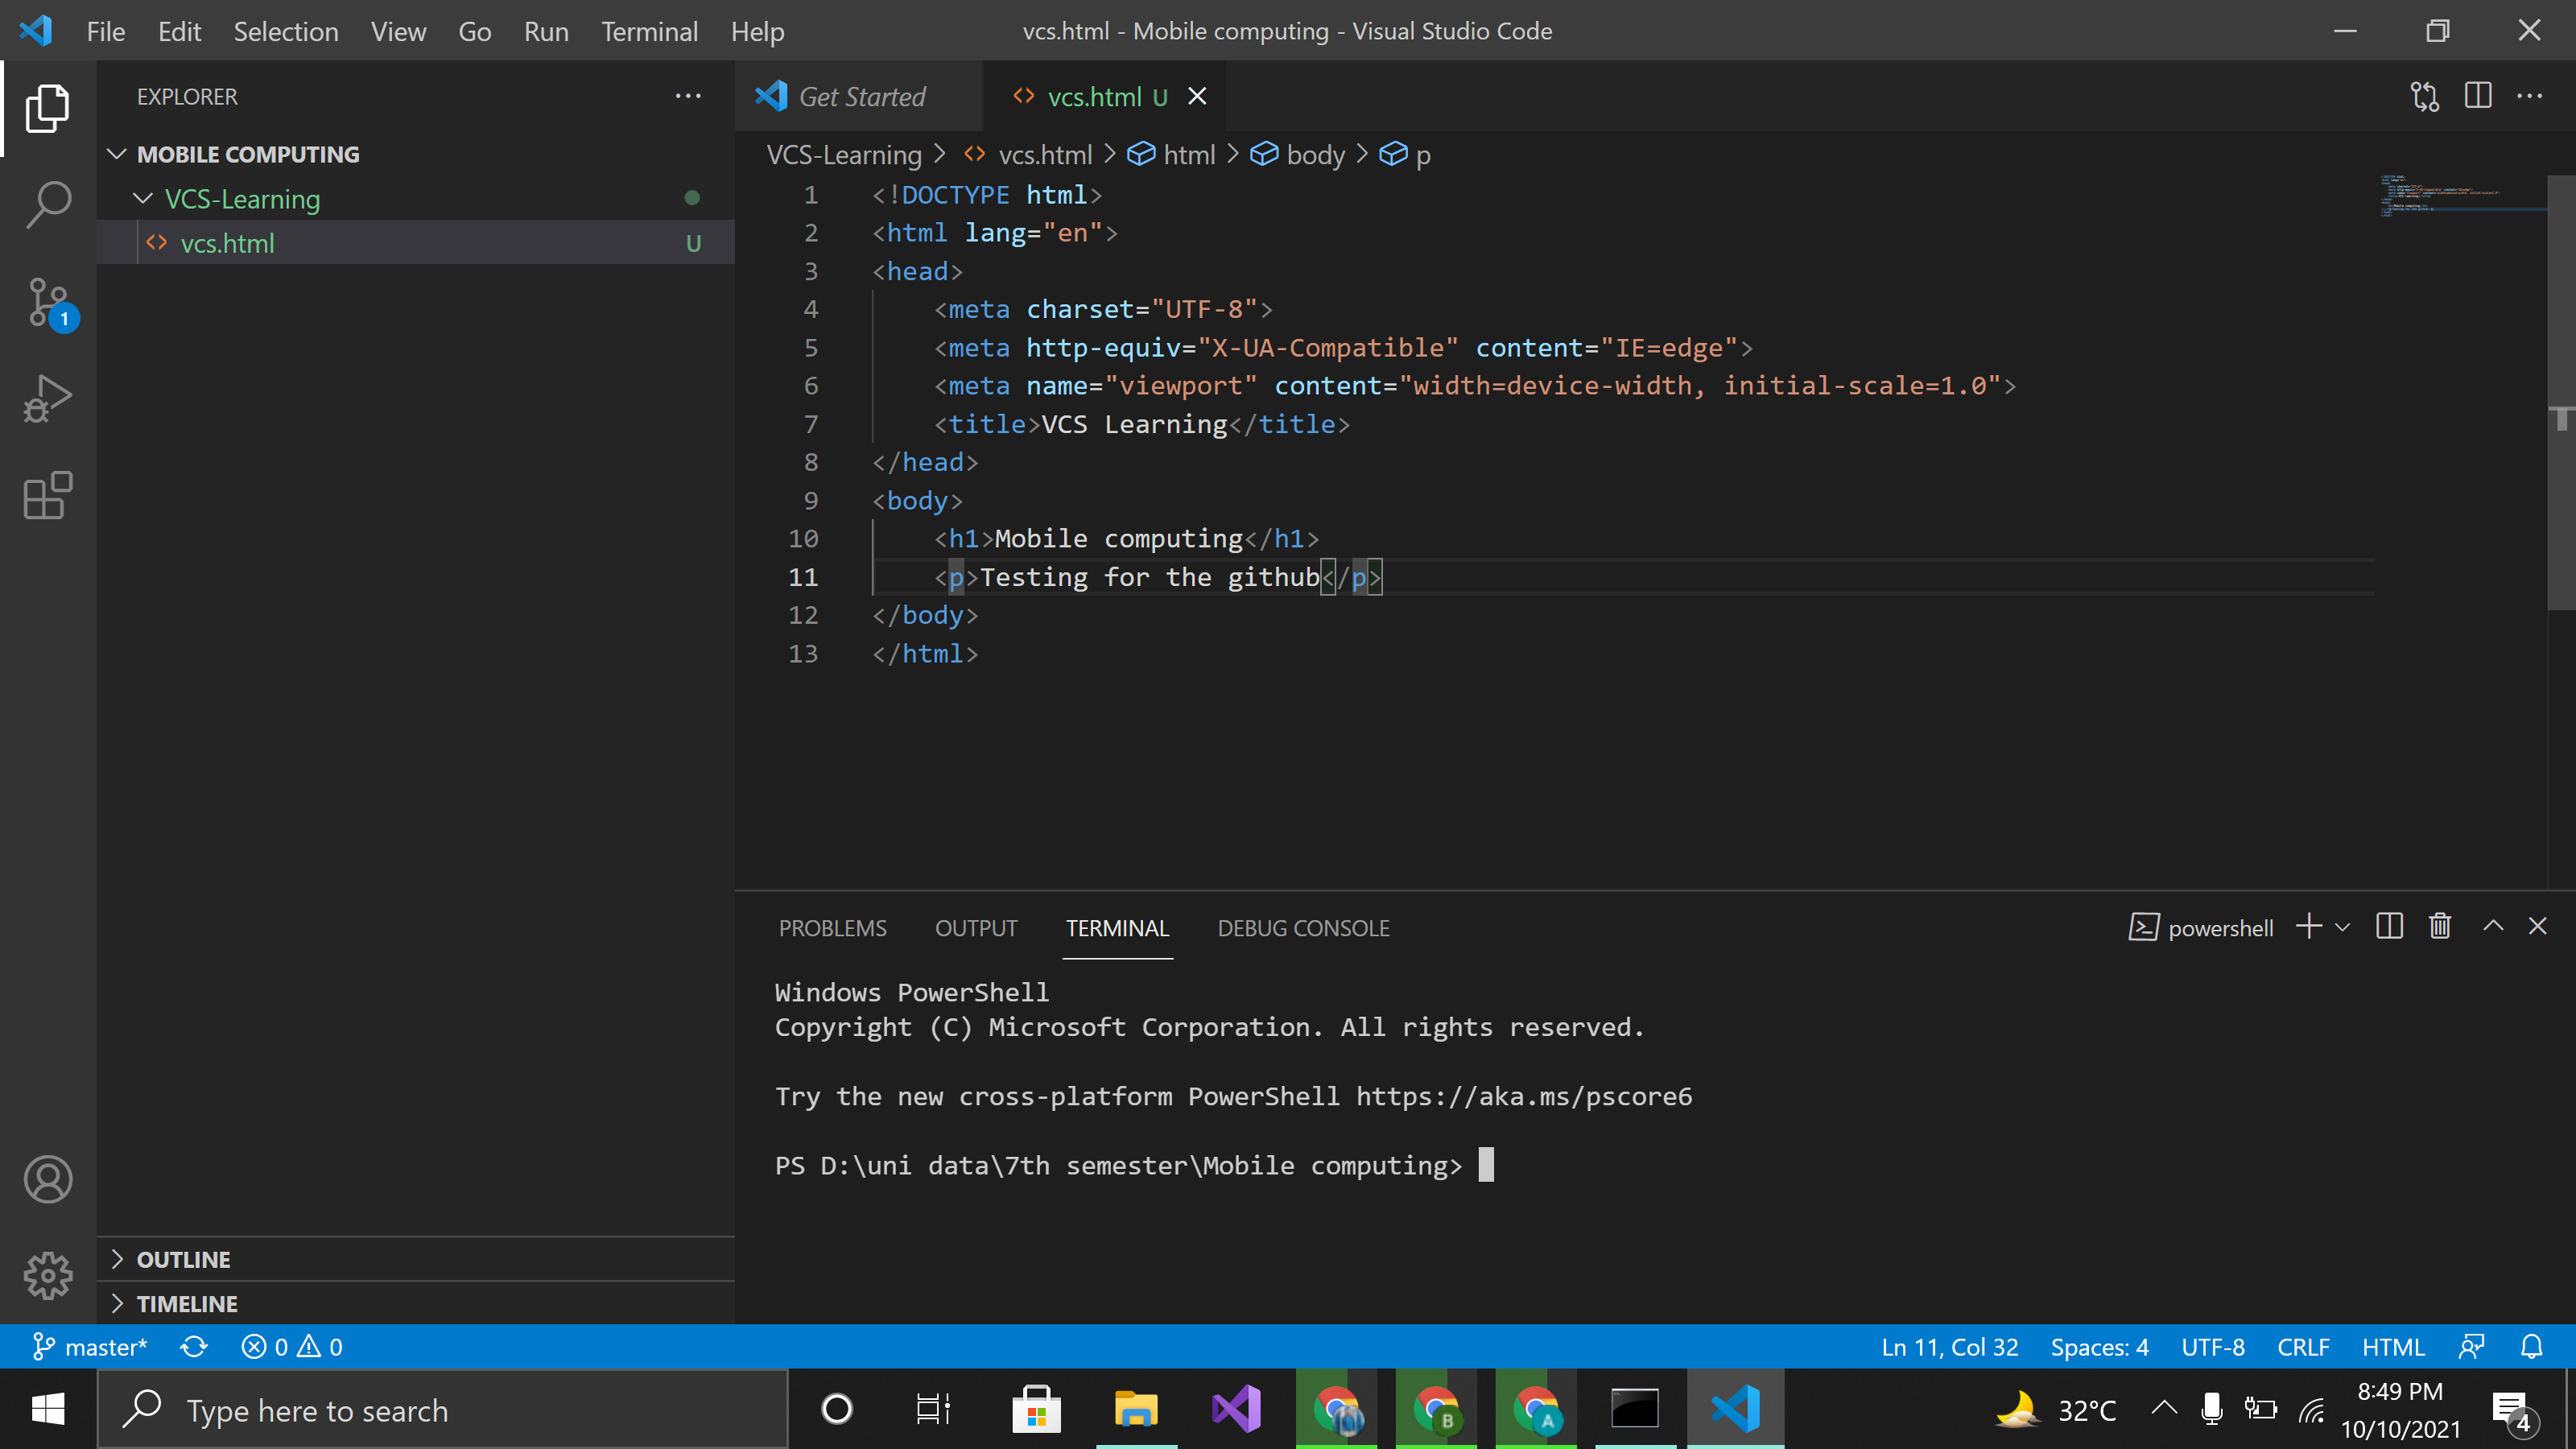 File Edit Selection View Go Run Terminal Help
vcs.html - Mobile computing - Visual Studio Code
EXPLORER
MOBILE COMPUTING
VCS-Learning
vcs.html U
1
Get Started
vcs.html U
VCS-Learning > vcs.html > html > body > p
1 <!DOCTYPE html>
2 <html lang="en">
3 <head>
4     <meta charset="UTF-8">
5     <meta http-equiv="X-UA-Compatible" content="IE=edge">
6     <meta name="viewport" content="width=device-width, initial-scale=1.0">
7     <title>VCS Learning</title>
8 </head>
9 <body>
10     <h1>Mobile computing</h1>
11     <p>Testing for the github</p>
12 </body>
13 </html>
PROBLEMS OUTPUT TERMINAL DEBUG CONSOLE
powershell
Windows PowerShell
Copyright (C) Microsoft Corporation. All rights reserved.
Try the new cross-platform PowerShell https://aka.ms/pscore6
PS D:\uni data\7th semester\Mobile computing>
OUTLINE
TIMELINE
master* 0 0
Ln 11, Col 32 Spaces: 4 UTF-8 CRLF HTML
Type here to search
B
A
32°C
8:49 PM
10/10/2021
4